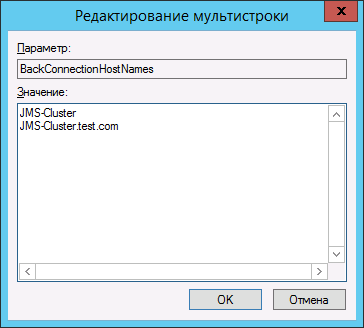 Редактирование мультистроки
x
Параметр:
BackConnectionHostNames
Значение:
JMS-Cluster
JMS-Cluster.test.com
OK
Отмена